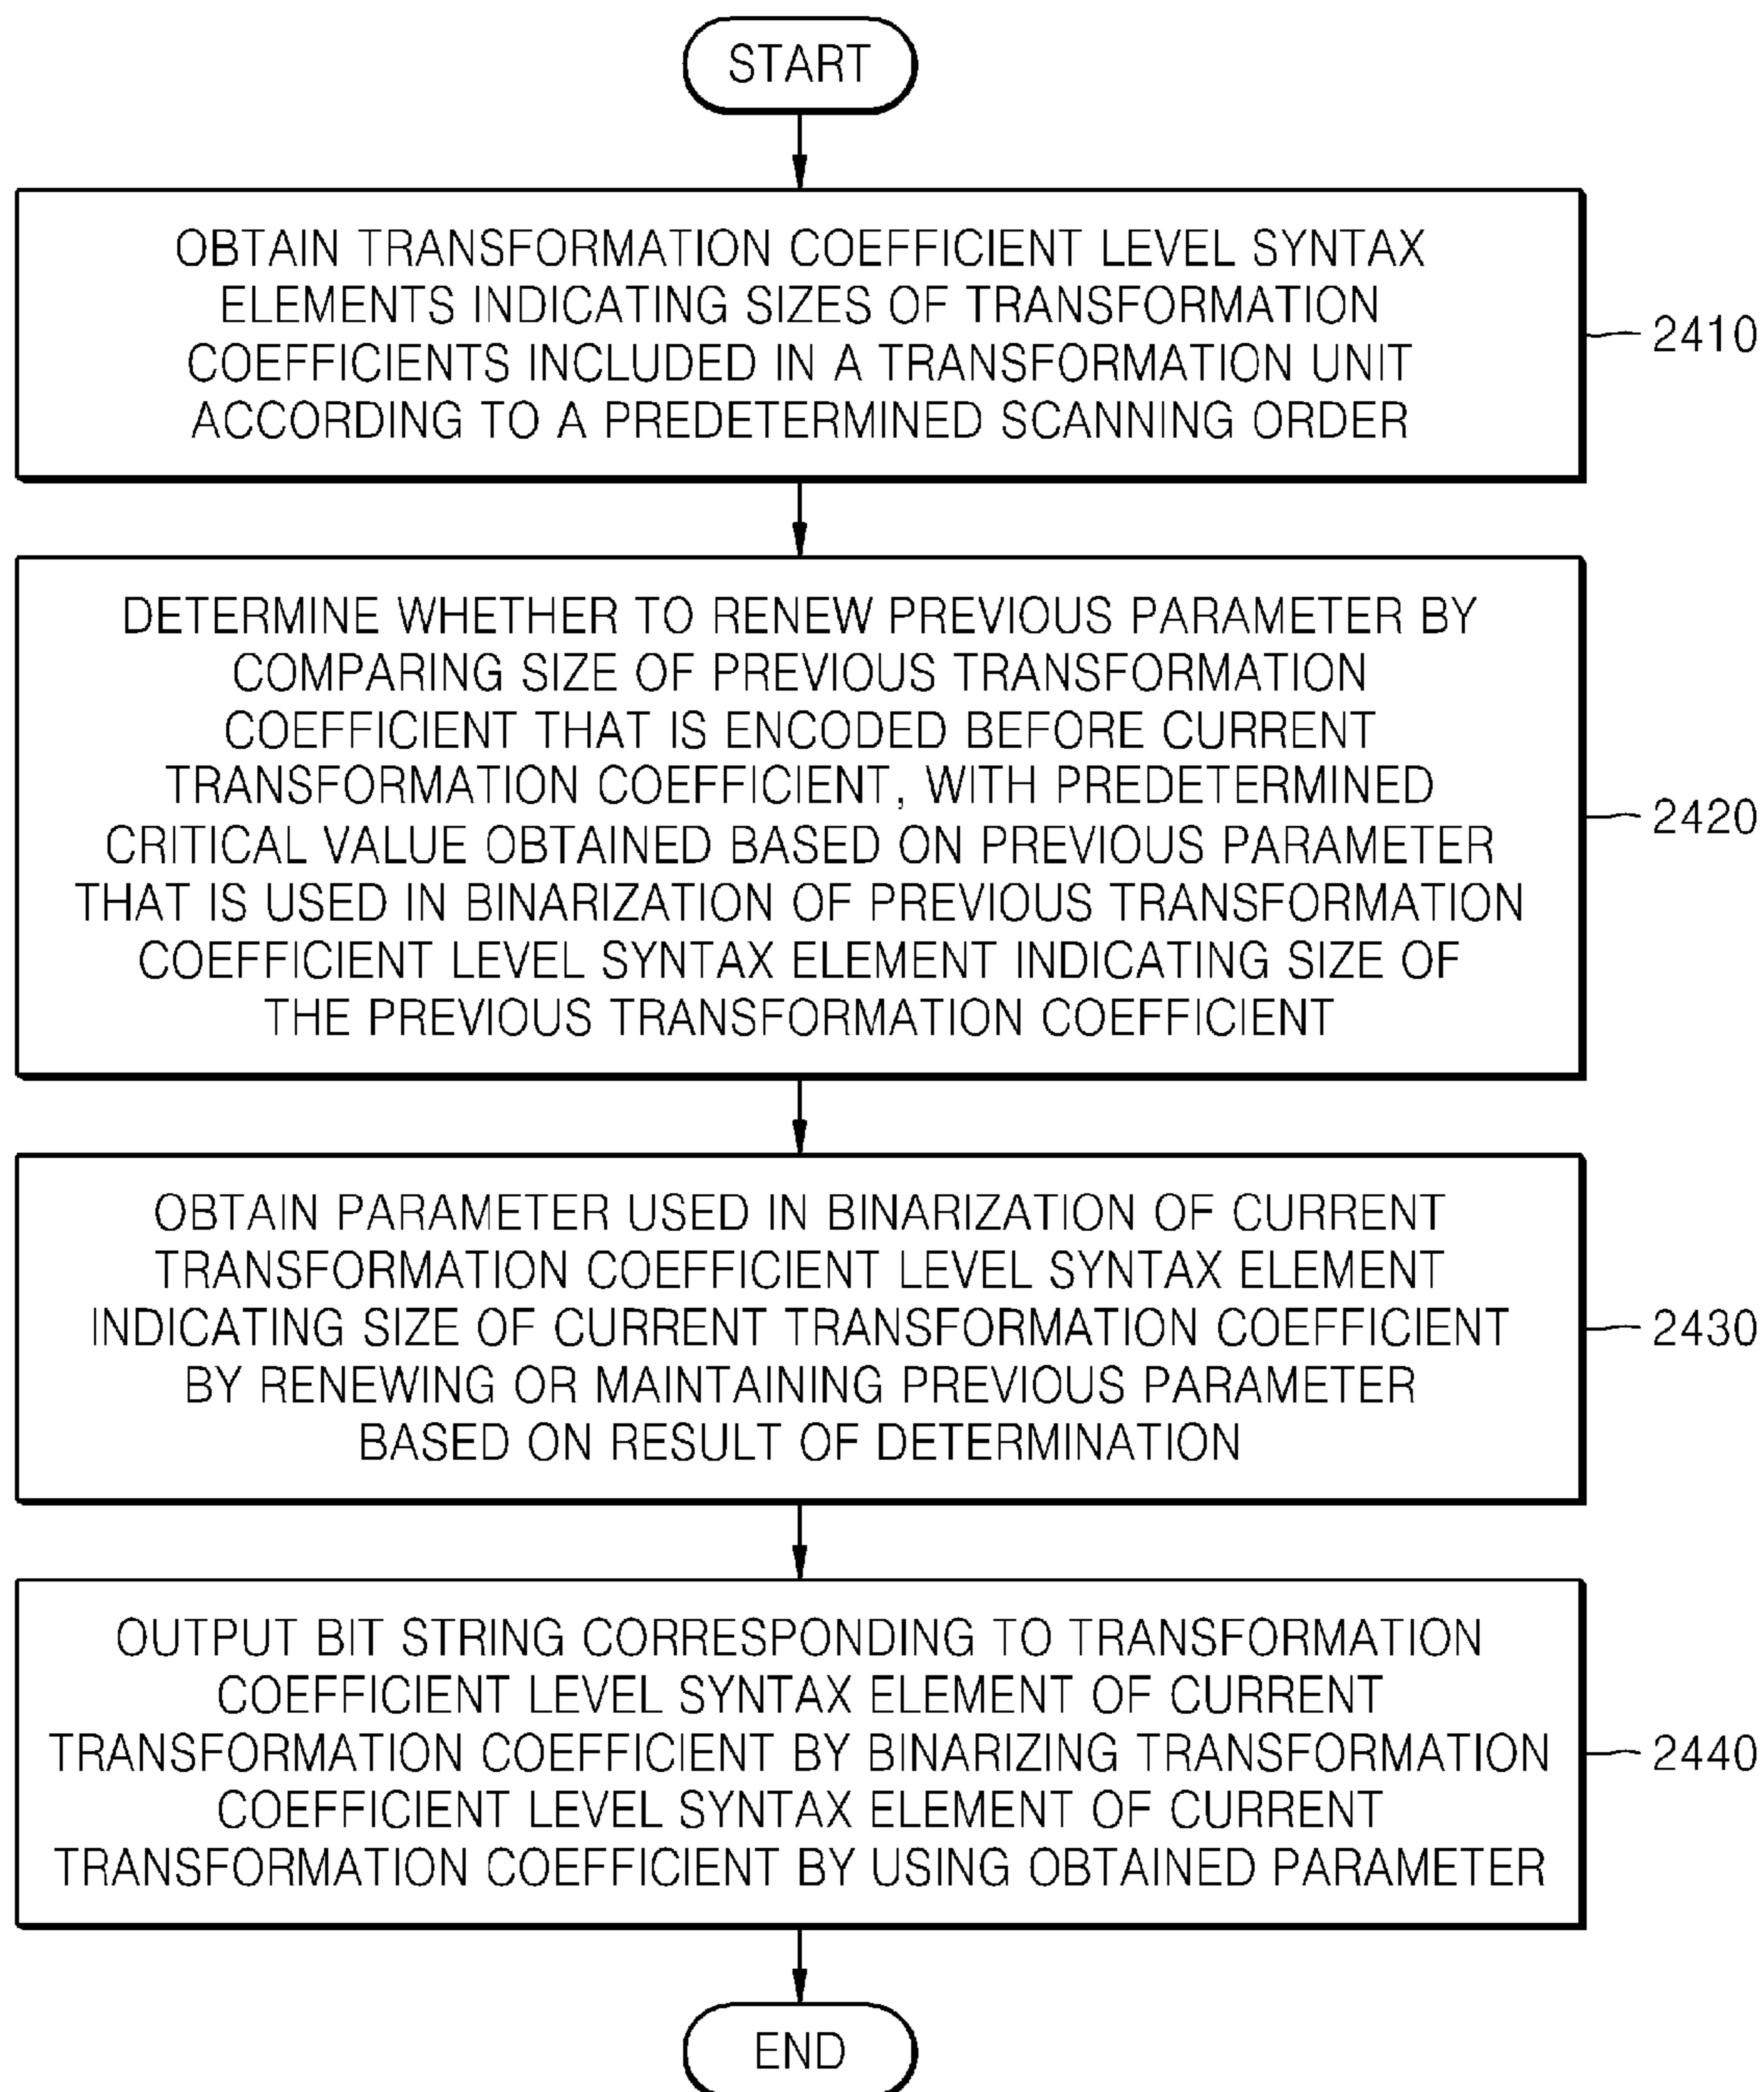 START
OBTAIN TRANSFORMATION COEFFICIENT LEVEL SYNTAX
ELEMENTS INDICATING SIZES OF TRANSFORMATION
COEFFICIENTS INCLUDED IN A TRANSFORMATION UNIT
ACCORDING TO A PREDETERMINED SCANNING ORDER
2410
DETERMINE WHETHER TO RENEW PREVIOUS PARAMETER BY
COMPARING SIZE OF PREVIOUS TRANSFORMATION
COEFFICIENT THAT IS ENCODED BEFORE CURRENT
TRANSFORMATION COEFFICIENT, WITH PREDETERMINED
CRITICAL VALUE OBTAINED BASED ON PREVIOUS PARAMETER
THAT IS USED IN BINARIZATION OF PREVIOUS TRANSFORMATION
COEFFICIENT LEVEL SYNTAX ELEMENT INDICATING SIZE OF
THE PREVIOUS TRANSFORMATION COEFFICIENT
2420
OBTAIN PARAMETER USED IN BINARIZATION OF CURRENT
TRANSFORMATION COEFFICIENT LEVEL SYNTAX ELEMENT
INDICATING SIZE OF CURRENT TRANSFORMATION COEFFICIENT
BY RENEWING OR MAINTAINING PREVIOUS PARAMETER
BASED ON RESULT OF DETERMINATION
2430
OUTPUT BIT STRING CORRESPONDING TO TRANSFORMATION
COEFFICIENT LEVEL SYNTAX ELEMENT OF CURRENT
TRANSFORMATION COEFFICIENT BY BINARIZING TRANSFORMATION
COEFFICIENT LEVEL SYNTAX ELEMENT OF CURRENT
TRANSFORMATION COEFFICIENT BY USING OBTAINED PARAMETER
2440
END